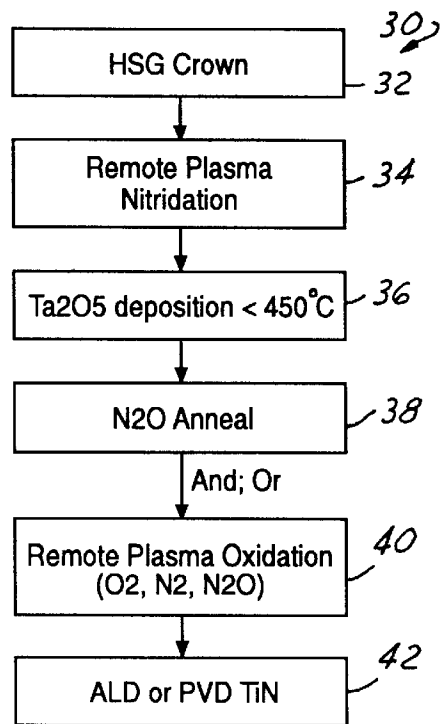 30
HSG Crown
32
Remote Plasma
Nitridation
34
Ta2O5 deposition < 450°C
36
N2O Anneal
38
And; Or
Remote Plasma Oxidation
(O2, N2, N2O)
40
ALD or PVD TiN
42